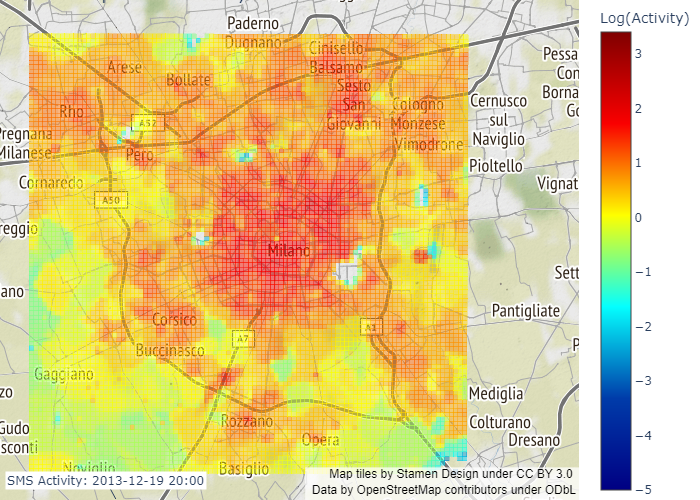 Paderno
Dugnano
Cinisello
Balsamo
Arese
Bollate
Sesto
San
Giovanni
Rho
Cologno
Monzese
Vimodrone
Cernusco
sul
Naviglio
Pioltello
Pessa
Con
Borna
Go
Pregnana
Milanese
A52
Pero
Cornaredo
A50
Vignat
reggio
Milano
Sett
ano
Pantigliate
Corsico
A7
A1
P
Buccinasco
Gaggiano
zo
Mediglia
Rozzano
Colturano
Gudo
sconti
Opera
Dresano
Noviglio
Basiglio
SMS Activity: 2013-12-19 20:00
Map tiles by Stamen Design under CC BY 3.0
Data by OpenStreetMap contributors under ODbL
Log(Activity)
3
2
1
0
−1
−2
−3
−4
−5